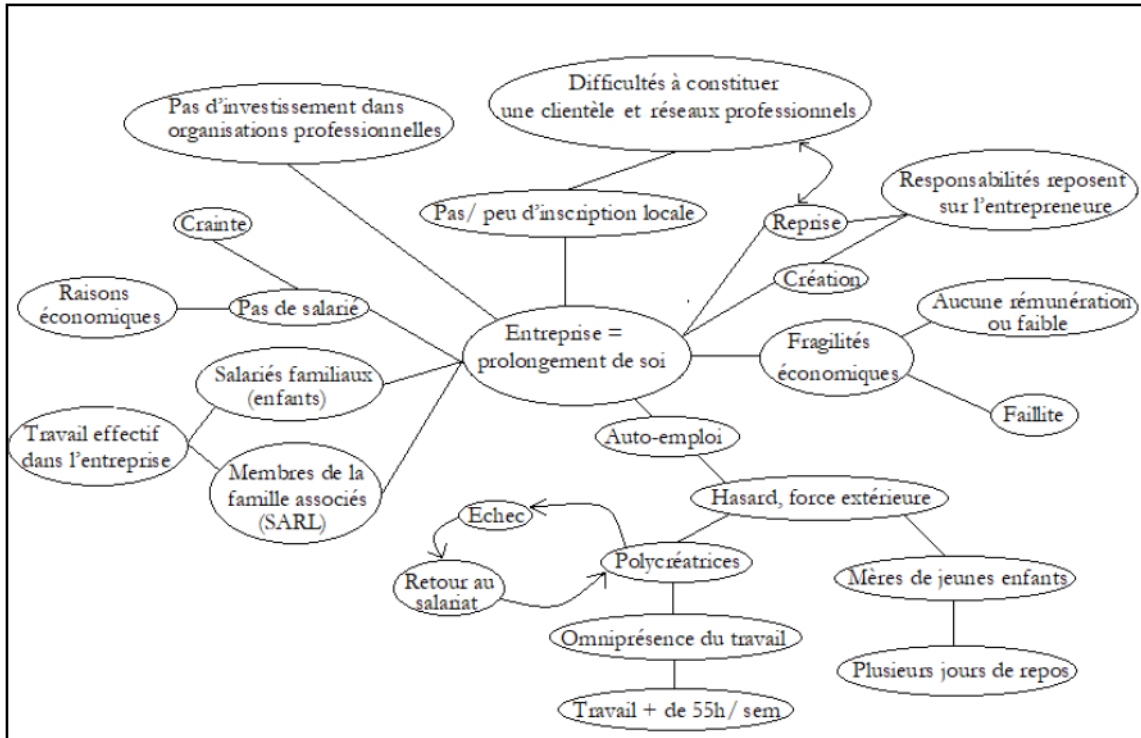 Difficultés à constituer
une clientèle et réseaux professionnels
Pas d'investissement dans
organisations professionnelles
Responsabilités reposent
sur l'entrepreneure
Pas/ peu d'inscription locale
Reprise
Crainte
Création
Raisons
économiques
Pas de salarié
Aucune rémunération
ou faible
Entreprise =
prolongement de soi
Fragilités
économiques
Salariés familiaux
(enfants)
Faillite
Travail effectif
dans l'entreprise
Auto-emploi
Membres de la
famille associés
(SARL)
Hasard, force extérieure
Echec
Polycréatrices
Retour au
salariat
Mères de jeunes enfants
Omniprésence du travail
Plusieurs jours de repos
Travail + de 55h/ sem